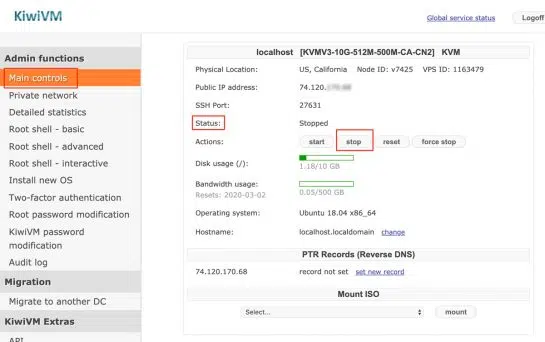 KiwiVM
Global service status
Logoff
Admin functions
Main controls
Private network
Detailed statistics
Root shell - basic
Root shell - advanced
Root shell - interactive
Install new OS
Two-factor authentication
Root password modification
KiwiVM password
modification
Audit log
Migration
Migrate to another DC
KiwiVM Extras
API
localhost [KVMV3-10G-512M-500M-CA-CN2] KVM
Physical Location: US, California Node ID: v7425 VPS ID: 1163479
Public IP address: 74.120.
SSH Port: 27631
Status: Stopped
Actions: start stop reset force stop
Disk usage (/):
1.18/10 GB
Bandwidth usage:
Resets: 2020-03-02 0.05/500 GB
Operating system: Ubuntu 18.04 x86_64
Hostname: localhost.localdomain change
PTR Records (Reverse DNS)
74.120.170.68 record not set set new record
Mount ISO
Select... mount